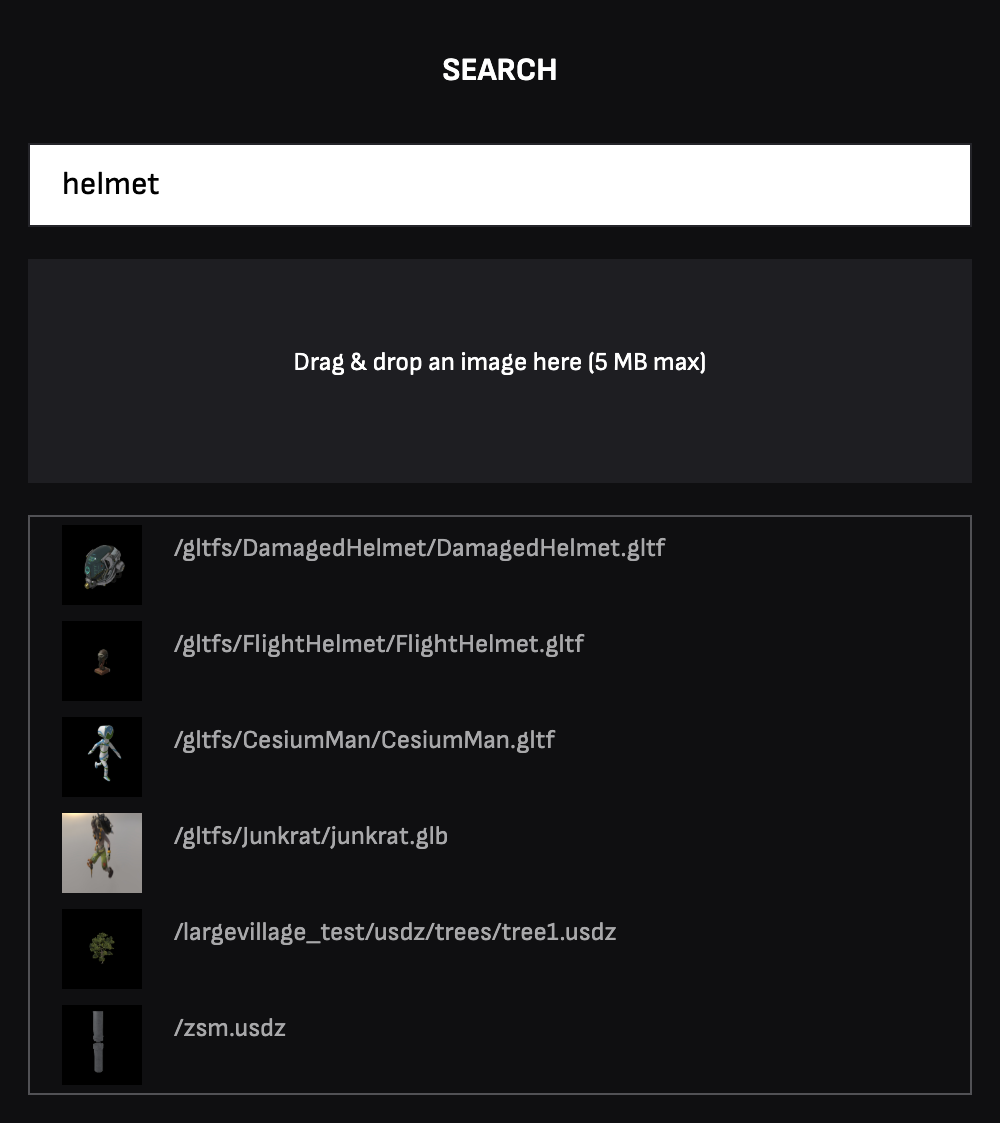 SEARCH
helmet
Drag & drop an image here (5 MB max)
/gltfs/DamagedHelmet/DamagedHelmet.gltf
/gltfs/FlightHelmet/FlightHelmet.gltf
/gltfs/CesiumMan/CesiumMan.gltf
/gltfs/Junkrat/junkrat.glb
/largevillage_test/usdz/trees/tree1.usdz
/zsm.usdz